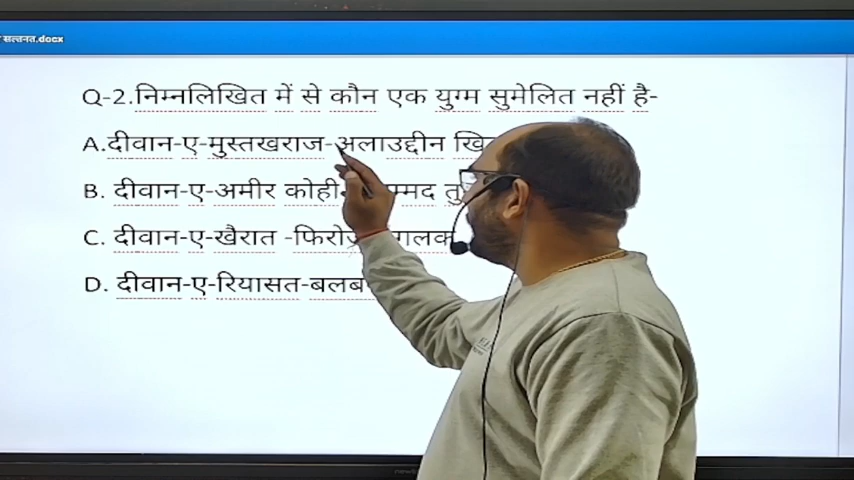 सल्तनत.docx
Q-2.निम्नलिखित में से कौन एक युग्म सुमेलित नहीं है-
A.दीवान-ए-मुस्तखराज-अलाउद्दीन
B. दीवान-ए-अमीर कोही
C. दीवान-ए-खैरात -फिरोज
D. दीवान-ए-रियासत-बलब